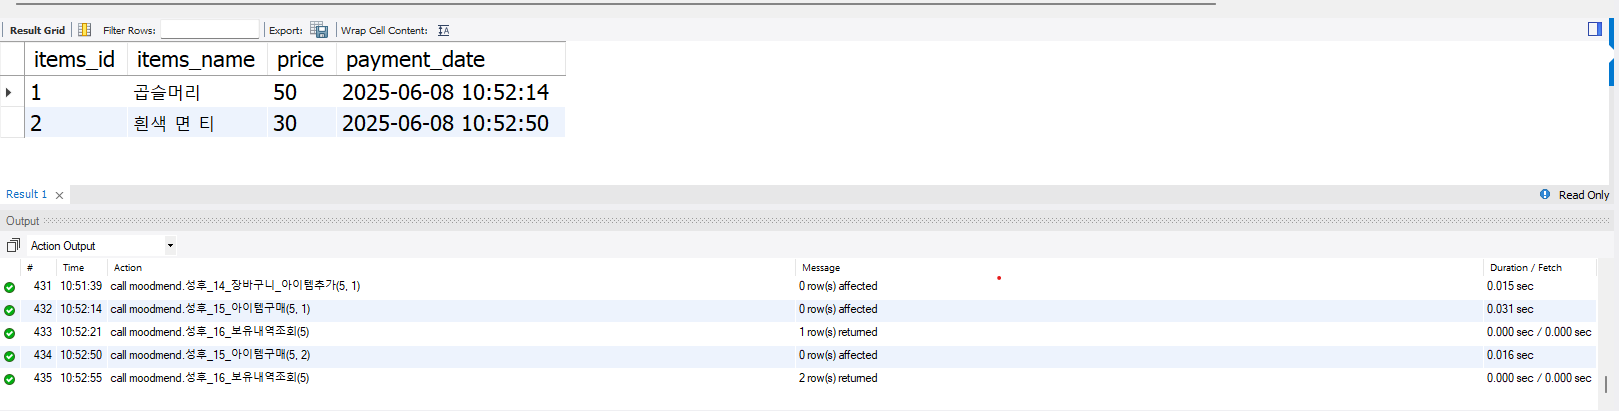 Result Grid Filter Rows: Export: Wrap Cell Content: IA
items_id items_name price payment_date
1 곱슬머리 50 2025-06-08 10:52:14
2 흰색 면 티 30 2025-06-08 10:52:50
Result 1 × Read Only
Output
Action Output
# Time Action Message Duration / Fetch
431 10:51:39 call moodmend.성후_14_장바구니_아이템추가(5, 1) 0 row(s) affected 0.015 sec
432 10:52:14 call moodmend.성후_15_아이템구매(5, 1) 0 row(s) affected 0.031 sec
433 10:52:21 call moodmend.성후_16_보유내역조회(5) 1 row(s) returned 0.000 sec / 0.000 sec
434 10:52:50 call moodmend.성후_15_아이템구매(5, 2) 0 row(s) affected 0.016 sec
435 10:52:55 call moodmend.성후_16_보유내역조회(5) 2 row(s) returned 0.000 sec / 0.000 sec